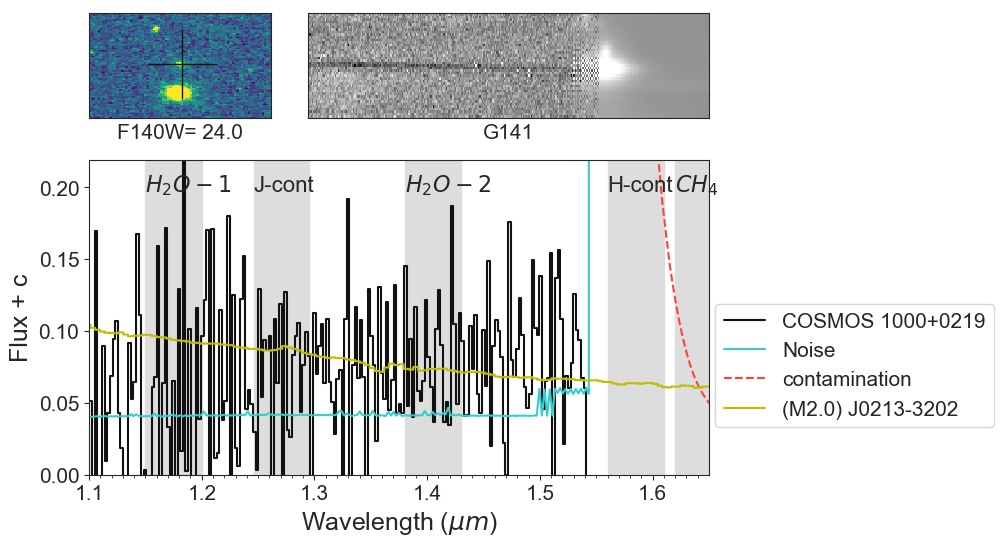 F140W= 24.0
G141
H₂O − 1
J-cont
H₂O − 2
H-cont
CH₄
0.20
0.15
0.10
0.05
0.00
Flux + c
1.1
1.2
1.3
1.4
1.5
1.6
Wavelength (μm)
COSMOS 1000+0219
Noise
contamination
(M2.0) J0213-3202